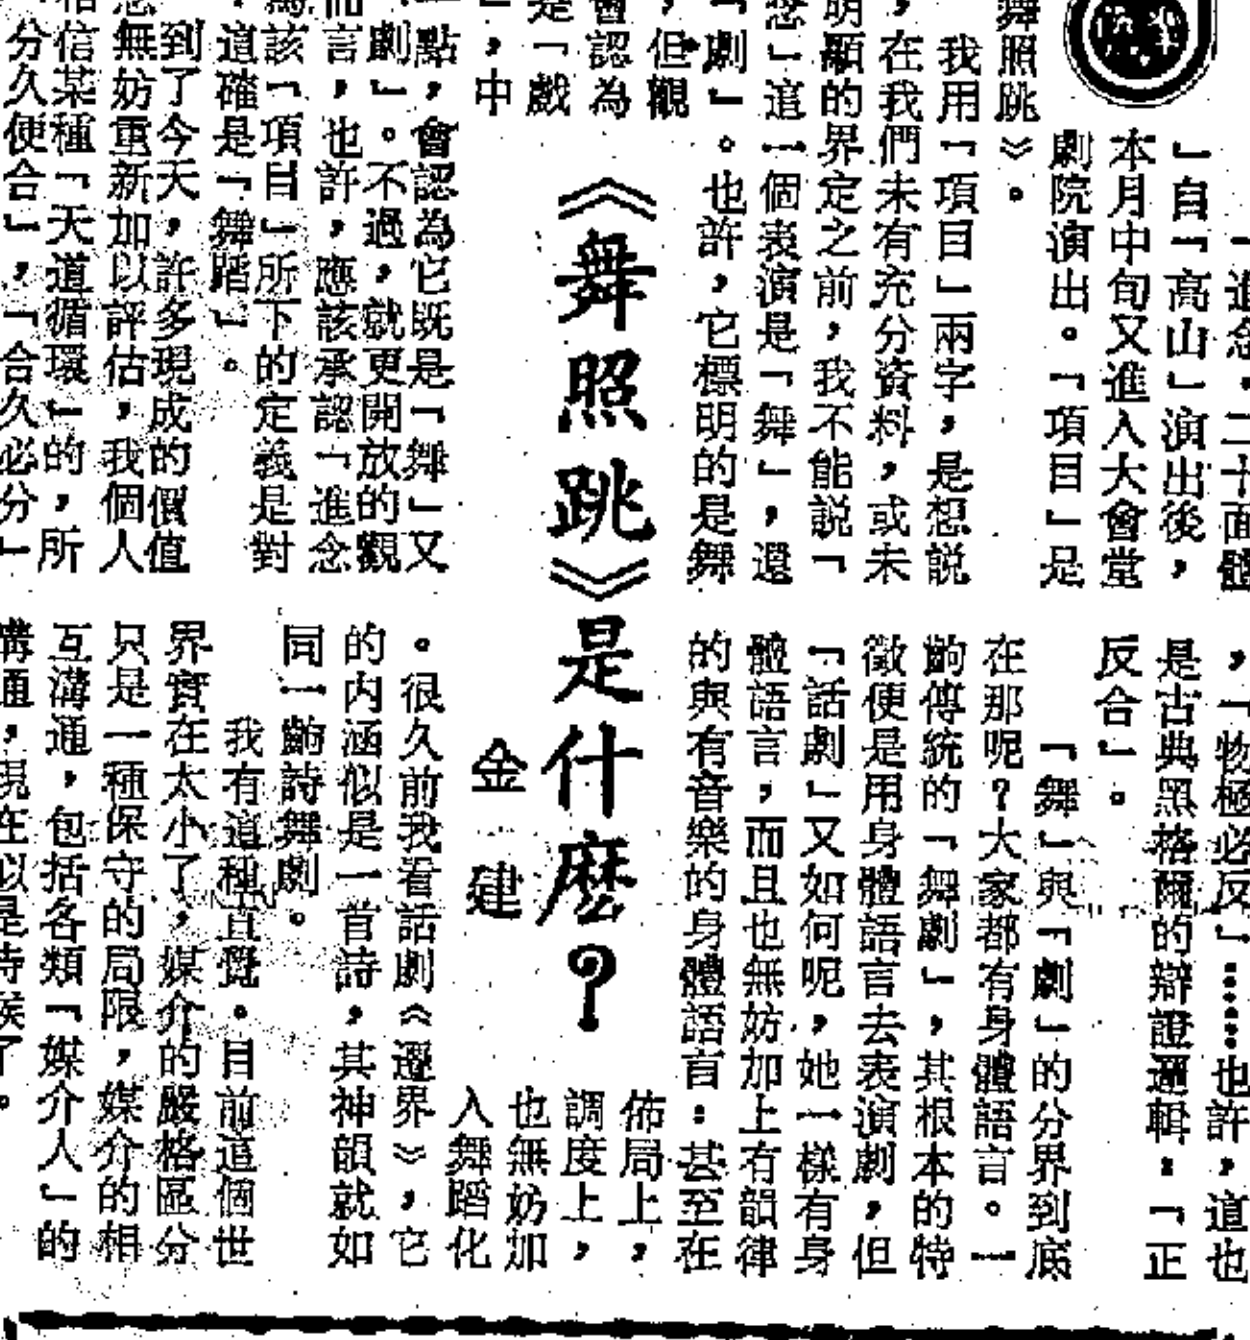 《舞照跳》是什麽？
金建
「進念・二十面體
」自「高山」演出後，
本月中旬又進入大會堂
劇院演出。「項目」是
舞照跳》。
我用「項目」兩字，是想説
，在我們未有充分資料，或未
明顯的界定之前，我不能説「
念」這一個表演是「舞」，還
「劇」。也許，它標明的是舞
，但觀
會認為
是「戲
」，中
一點，會認為它既是「舞」又
「劇」。不過，就更開放的觀
而言，也許，應該承認「進念
為該「項目」所下的定義是對
，這確是「舞蹈」。
到了今天，許多現成的價值
念無妨重新加以評估，我個人
相信某種「天道循環」的，所
分久便合」，「合久必分」
，「物極必反」……也許，這也
是古典黑格爾的辯證邏輯：「正
反合」。
「舞」與「劇」的分界到底
在那呢？大家都有身體語言。一
齣傳統的「舞劇」，其根本的特
徵便是用身體語言去表演劇，但
「話劇」又如何呢，她一樣有身
體語言，而且也無妨加上有韻律
的與有音樂的身體語言：甚至在
佈局上，
調度上，
也無妨加
入舞蹈化
。很久前我看話劇《遷界》，它
的内涵似是一首詩，其神韻就如
同一齣詩舞劇。
我有這種直覺。目前這個世
界實在太小了，媒介的嚴格區分
只是一種保守的局限，媒介的相
互溝通，包括各類「媒介人」的
溝通，現在似是時候了。